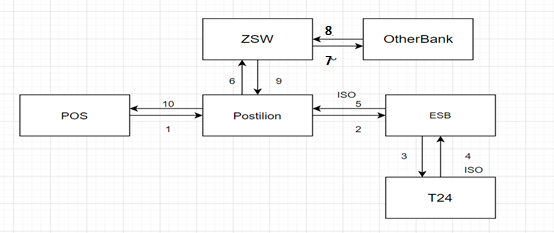 8
ZSW
OtherBank
7~
6
9
ISO
10
5
POS
Postilion
ESB
1
2
3
4
ISO
T24